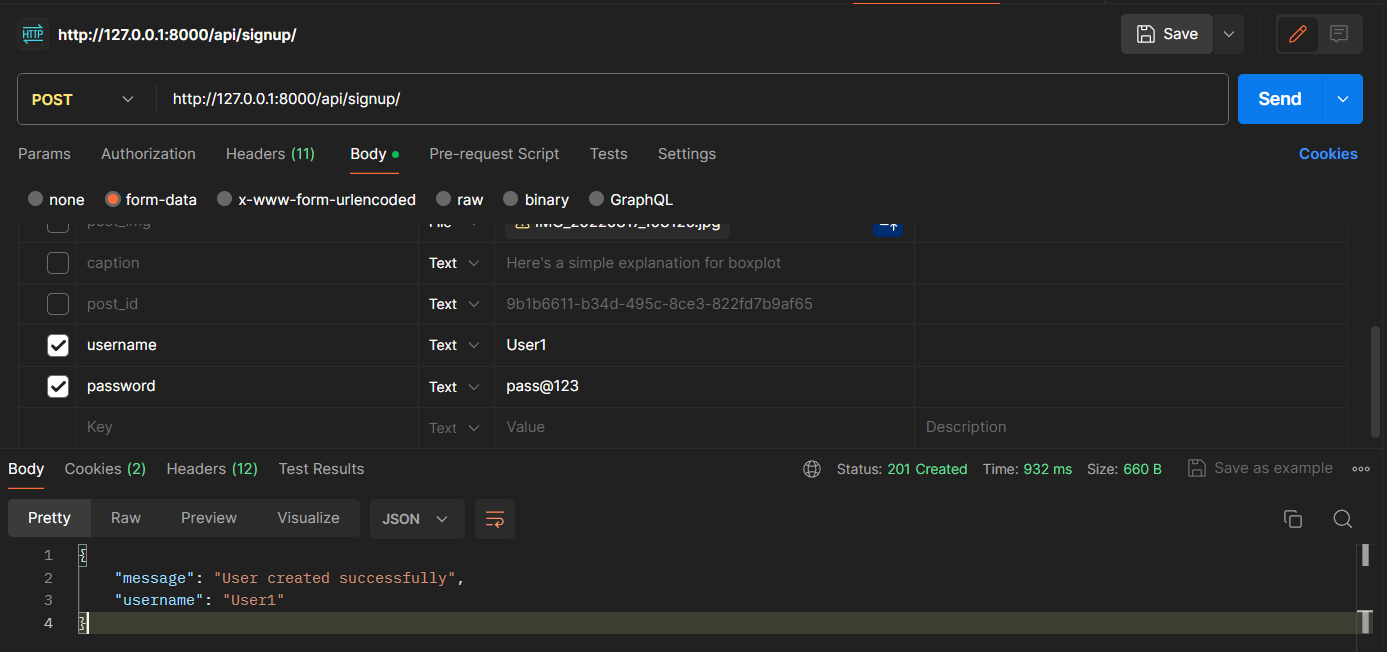 HTTP http://127.0.0.1:8000/api/signup/ Save
POST http://127.0.0.1:8000/api/signup/ Send
Params Authorization Headers (11) Body Pre-request Script Tests Settings Cookies
none form-data x-www-form-urlencoded raw binary GraphQL
post_img File
caption Text Here's a simple explanation for boxplot
post_id Text 9b1b6611-b34d-495c-8ce3-822fd7b9af65
username Text User1
password Text pass@123
Key Text Value Description
Body Cookies (2) Headers (12) Test Results Status: 201 Created Time: 932 ms Size: 660 B Save as example
Pretty Raw Preview Visualize JSON
1 {
2 "message": "User created successfully",
3 "username": "User1"
4 }